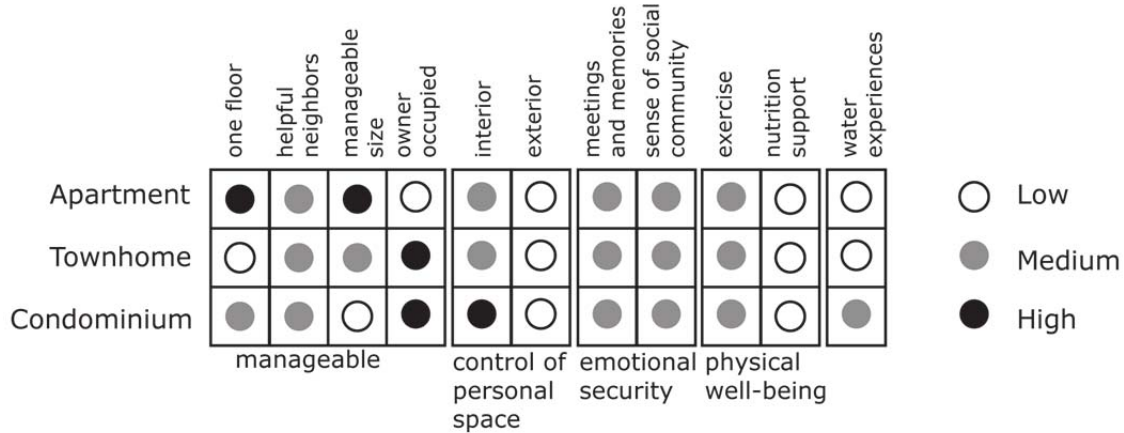 one floor
helpful
neighbors
manageable
size
owner
occupied
interior
exterior
meetings
and memories
sense of social
community
exercise
nutrition
support
water
experiences
Apartment
Townhome
Condominium
Low
Medium
High
manageable
control of
personal
space
emotional
security
physical
well-being